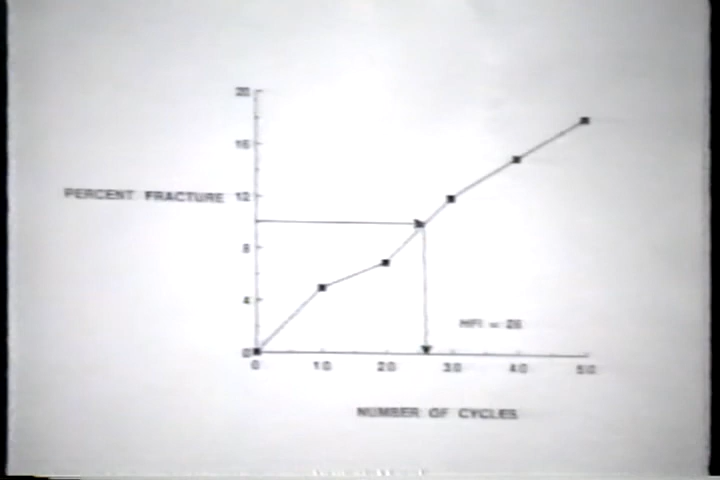 20
16
PERCENT FRACTURE 12
8
4
0
0 10 20 30 40 50
HFI = 26
NUMBER OF CYCLES